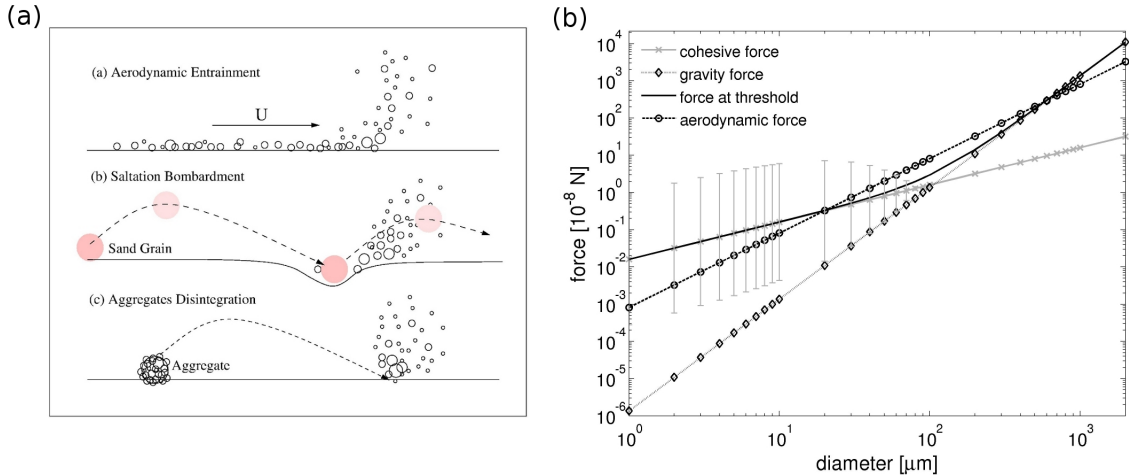 (a)
(a) Aerodynamic Entrainment
U
(b) Saltation Bombardment
Sand Grain
(c) Aggregates Disintegration
Aggregate
(b)
cohesive force
gravity force
force at threshold
aerodynamic force
force [10⁻⁸ N]
10⁴
10³
10²
10¹
10⁰
10⁻¹
10⁻²
10⁻³
10⁻⁴
10⁻⁵
10⁻⁶
10⁰ 10¹ 10² 10³
diameter [μm]